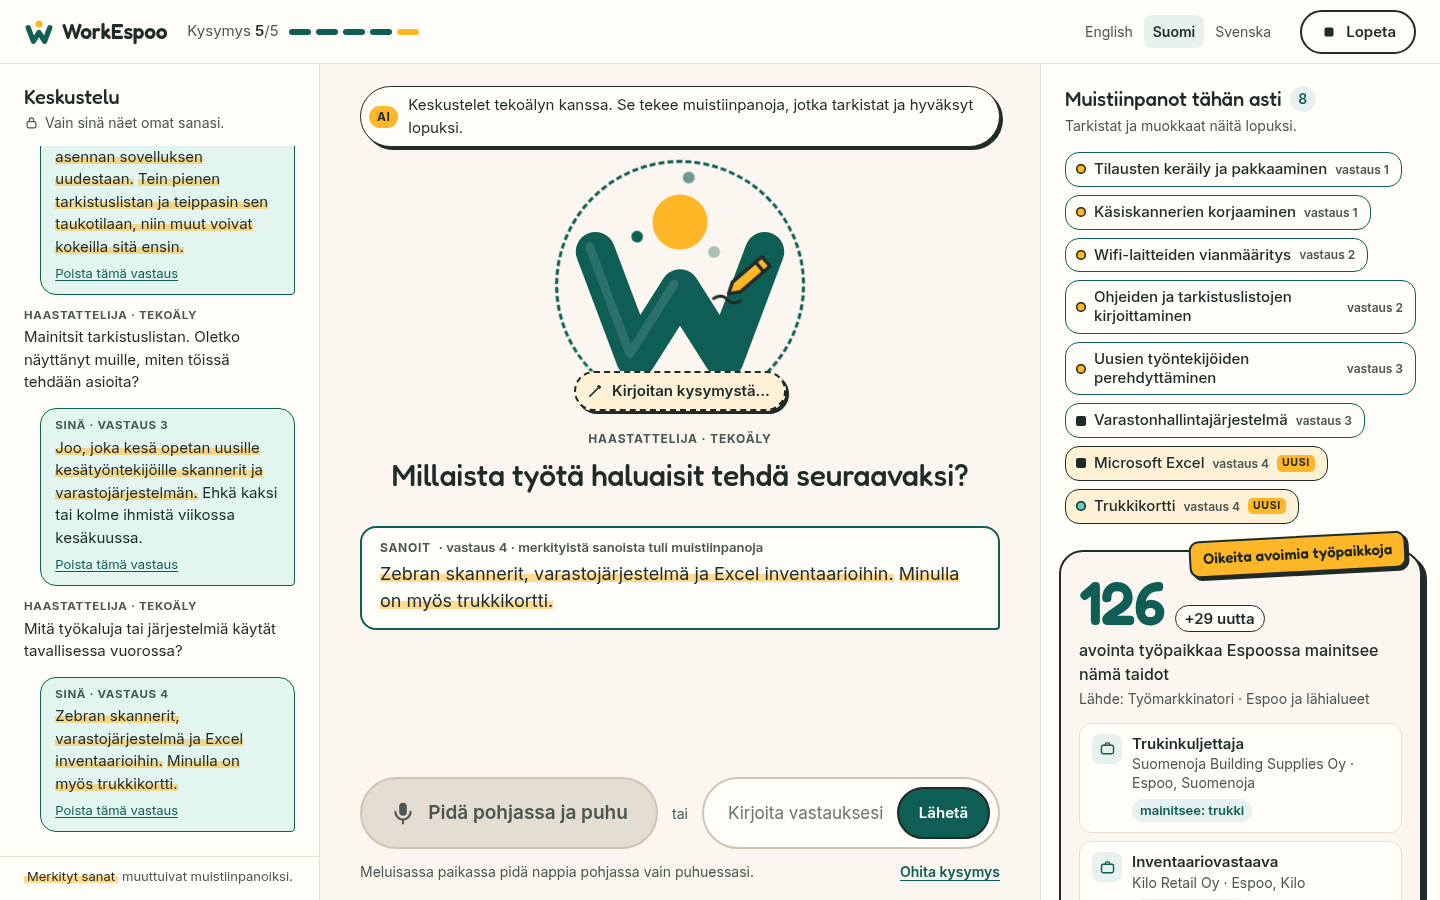 WorkEspoo
Kysymys 5/5
English
Suomi
Svenska
Lopeta
Keskustelu
Vain sinä näet omat sanasi.
asennan sovelluksen
uudestaan. Tein pienen
tarkistuslistan ja teippasin sen
taukotilaan, niin muut voivat
kokeilla sitä ensin.
Poista tämä vastaus
HAASTATTELIJA · TEKOÄLY
Mainitsit tarkistuslistan. Oletko
näyttänyt muille, miten töissä
tehdään asioita?
SINÄ · VASTAUS 3
Joo, joka kesä opetan uusille
kesätyöntekijöille skannerit ja
varastojärjestelmän. Ehkä kaksi
tai kolme ihmistä viikossa
kesäkuussa.
Poista tämä vastaus
HAASTATTELIJA · TEKOÄLY
Mitä työkaluja tai järjestelmiä käytät
tavallisessa vuorossa?
SINÄ · VASTAUS 4
Zebran skannerit,
varastojärjestelmä ja Excel
inventaarioihin. Minulla on
myös trukkikortti.
Poista tämä vastaus
Merkityt sanat muuttuivat muistiinpanoiksi.
AI
Keskustelet tekoälyn kanssa. Se tekee muistiinpanoja, jotka tarkistat ja hyväksyt
lopuksi.
Kirjoitan kysymystä...
HAASTATTELIJA · TEKOÄLY
Millaista työtä haluaisit tehdä seuraavaksi?
SANOIT · vastaus 4 · merkityistä sanoista tuli muistiinpanoja
Zebran skannerit, varastojärjestelmä ja Excel inventaarioihin. Minulla
on myös trukkikortti.
Pidä pohjassa ja puhu
tai
Kirjoita vastauksesi
Lähetä
Meluisassa paikassa pidä nappia pohjassa vain puhuessasi.
Ohita kysymys
Muistiinpanot tähän asti 8
Tarkistat ja muokkaat näitä lopuksi.
Tilausten keräily ja pakkaaminen vastaus 1
Käsiskannerien korjaaminen vastaus 1
Wifi-laitteiden vianmääritys vastaus 2
Ohjeiden ja tarkistuslistojen
kirjoittaminen vastaus 2
Uusien työntekijöiden
perehdyttäminen vastaus 3
Varastonhallintajärjestelmä vastaus 3
Microsoft Excel vastaus 4 UUSI
Trukkikortti vastaus 4 UUSI
Oikeita avoimia työpaikkoja
126
+29 uutta
avointa työpaikkaa Espoossa mainitsee
nämä taidot
Lähde: Työmarkkinatori · Espoo ja lähialueet
Trukinkuljettaja
Suomenoja Building Supplies Oy ·
Espoo, Suomenoja
mainitsee: trukki
Inventaariovastaava
Kilo Retail Oy · Espoo, Kilo